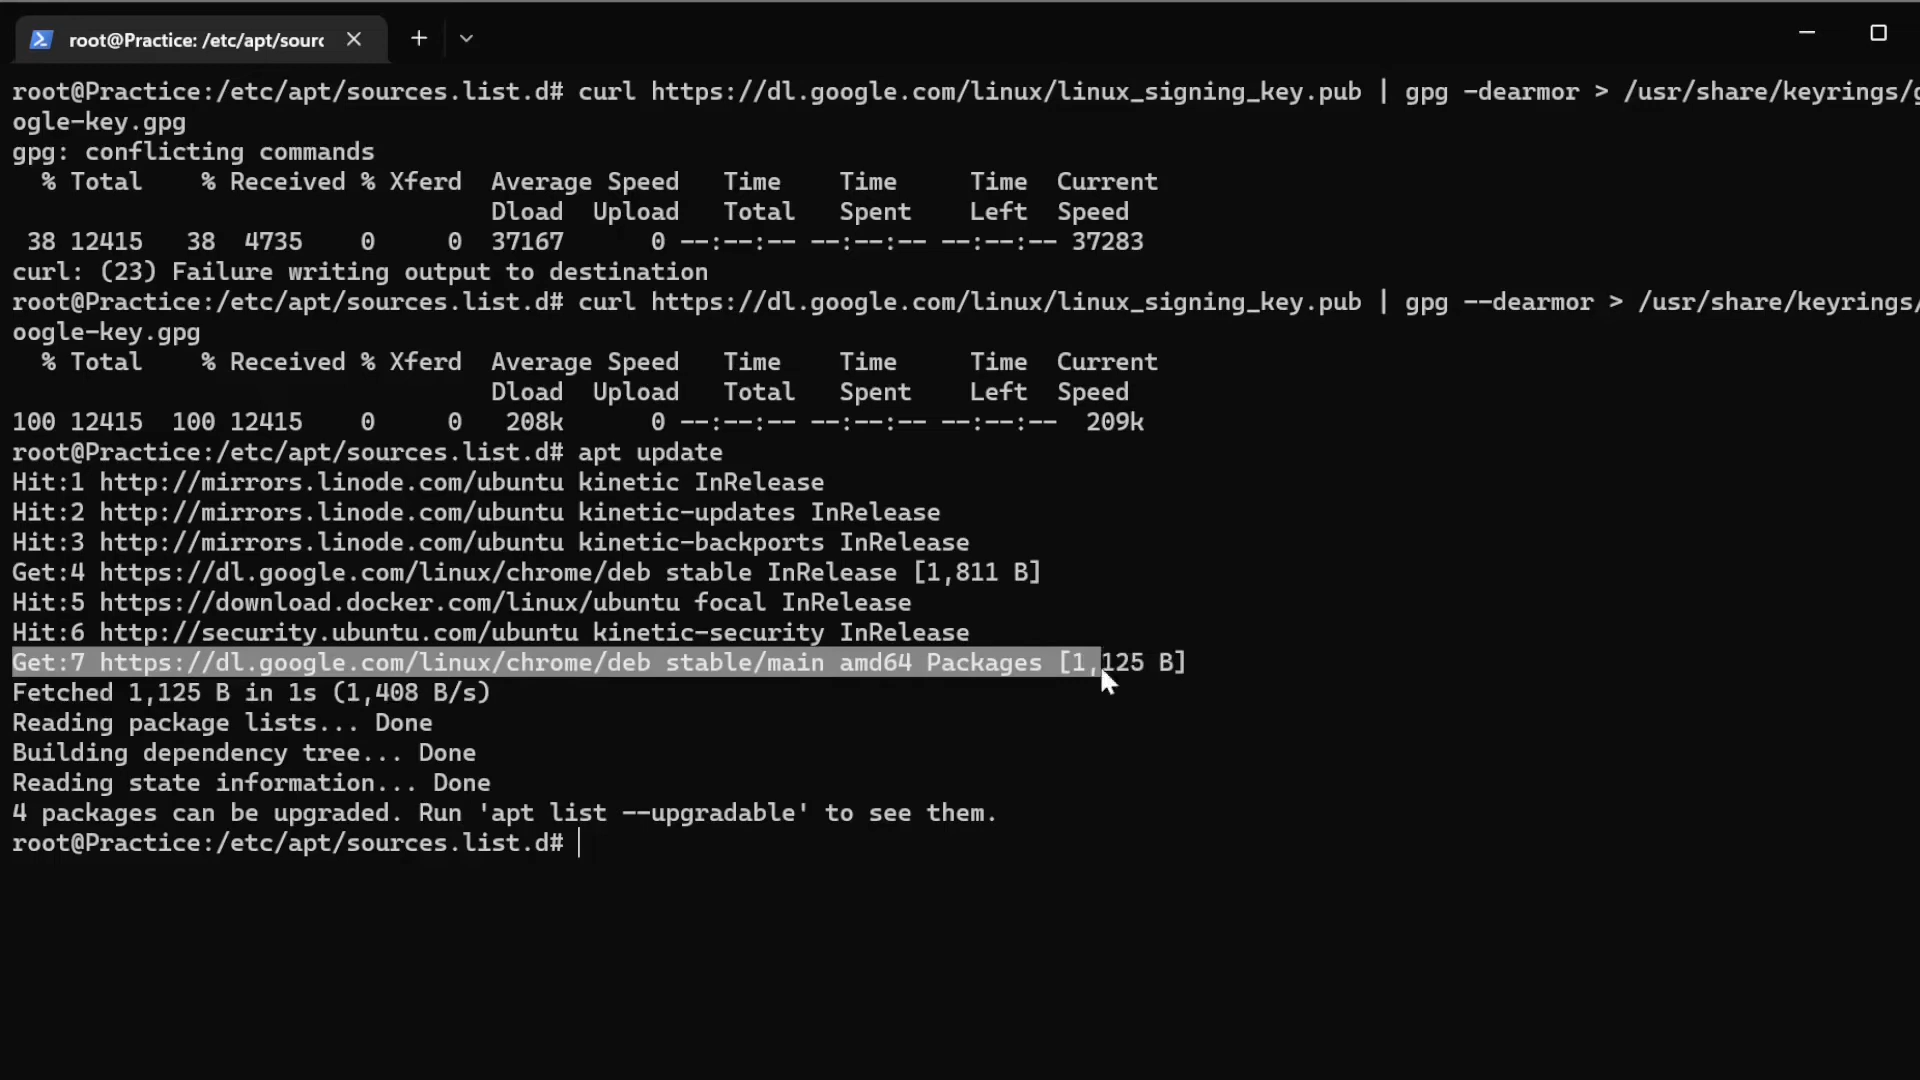 root@Practice: /etc/apt/sourc
root@Practice:/etc/apt/sources.list.d# curl https://dl.google.com/linux/linux_signing_key.pub | gpg -dearmor > /usr/share/keyrings/g
ogle-key.gpg
gpg: conflicting commands
% Total % Received % Xferd Average Speed Time Time Time Current
Dload Upload Total Spent Left Speed
38 12415 38 4735 0 0 37167 0 --:--:-- --:--:-- --:--:-- 37283
curl: (23) Failure writing output to destination
root@Practice:/etc/apt/sources.list.d# curl https://dl.google.com/linux/linux_signing_key.pub | gpg --dearmor > /usr/share/keyrings/
oogle-key.gpg
% Total % Received % Xferd Average Speed Time Time Time Current
Dload Upload Total Spent Left Speed
100 12415 100 12415 0 0 208k 0 --:--:-- --:--:-- --:--:-- 209k
root@Practice:/etc/apt/sources.list.d# apt update
Hit:1 http://mirrors.linode.com/ubuntu kinetic InRelease
Hit:2 http://mirrors.linode.com/ubuntu kinetic-updates InRelease
Hit:3 http://mirrors.linode.com/ubuntu kinetic-backports InRelease
Get:4 https://dl.google.com/linux/chrome/deb stable InRelease [1,811 B]
Hit:5 https://download.docker.com/linux/ubuntu focal InRelease
Hit:6 http://security.ubuntu.com/ubuntu kinetic-security InRelease
Get:7 https://dl.google.com/linux/chrome/deb stable/main amd64 Packages [1,125 B]
Fetched 1,125 B in 1s (1,408 B/s)
Reading package lists... Done
Building dependency tree... Done
Reading state information... Done
4 packages can be upgraded. Run 'apt list --upgradable' to see them.
root@Practice:/etc/apt/sources.list.d#